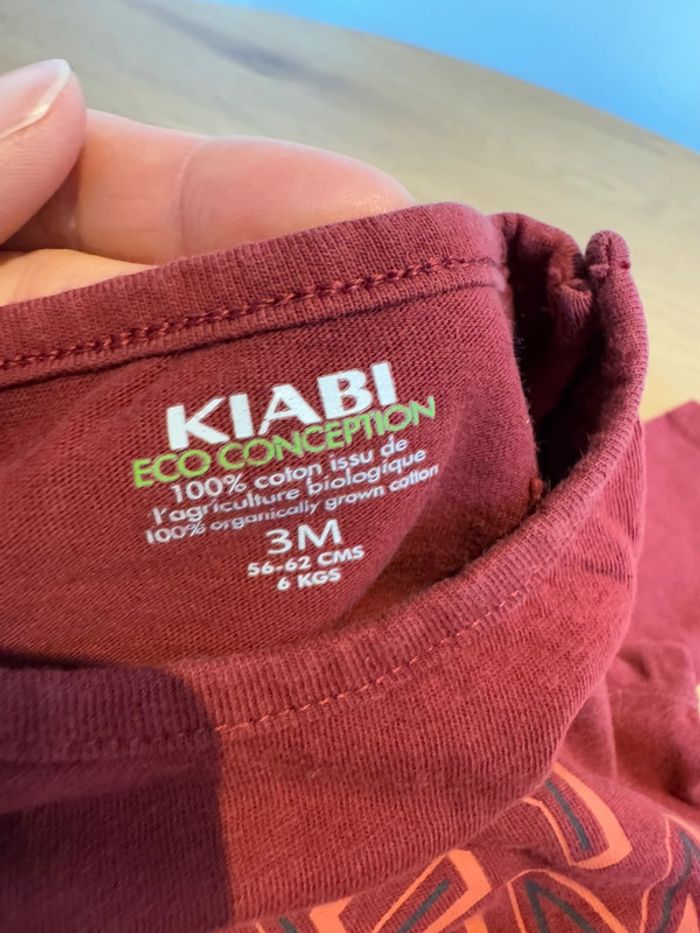 KIABI
ECO CONCEPTION
100% coton issu de
l'agriculture biologique
100% organically grown cotton
3M
56-62 CMS
6 KGS